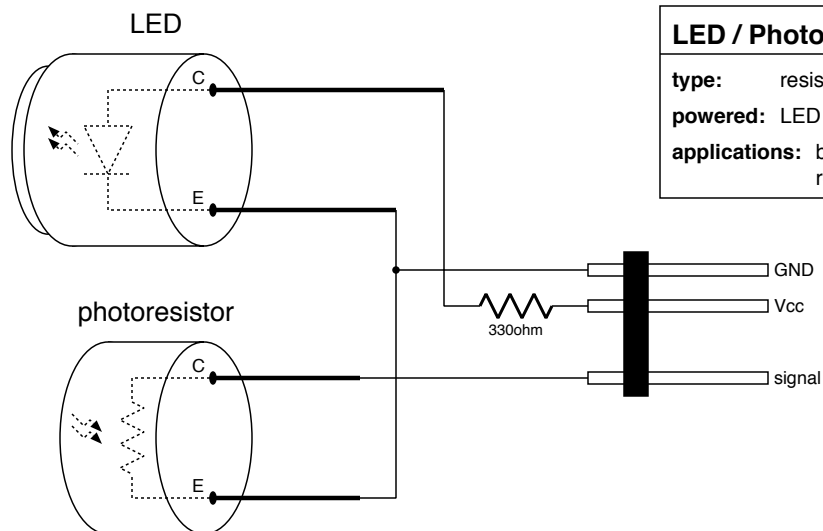 LED
LED / Photo
type: resis
powered: LED
applications: b
r
C
E
GND
Vcc
330ohm
photoresistor
C
signal
E